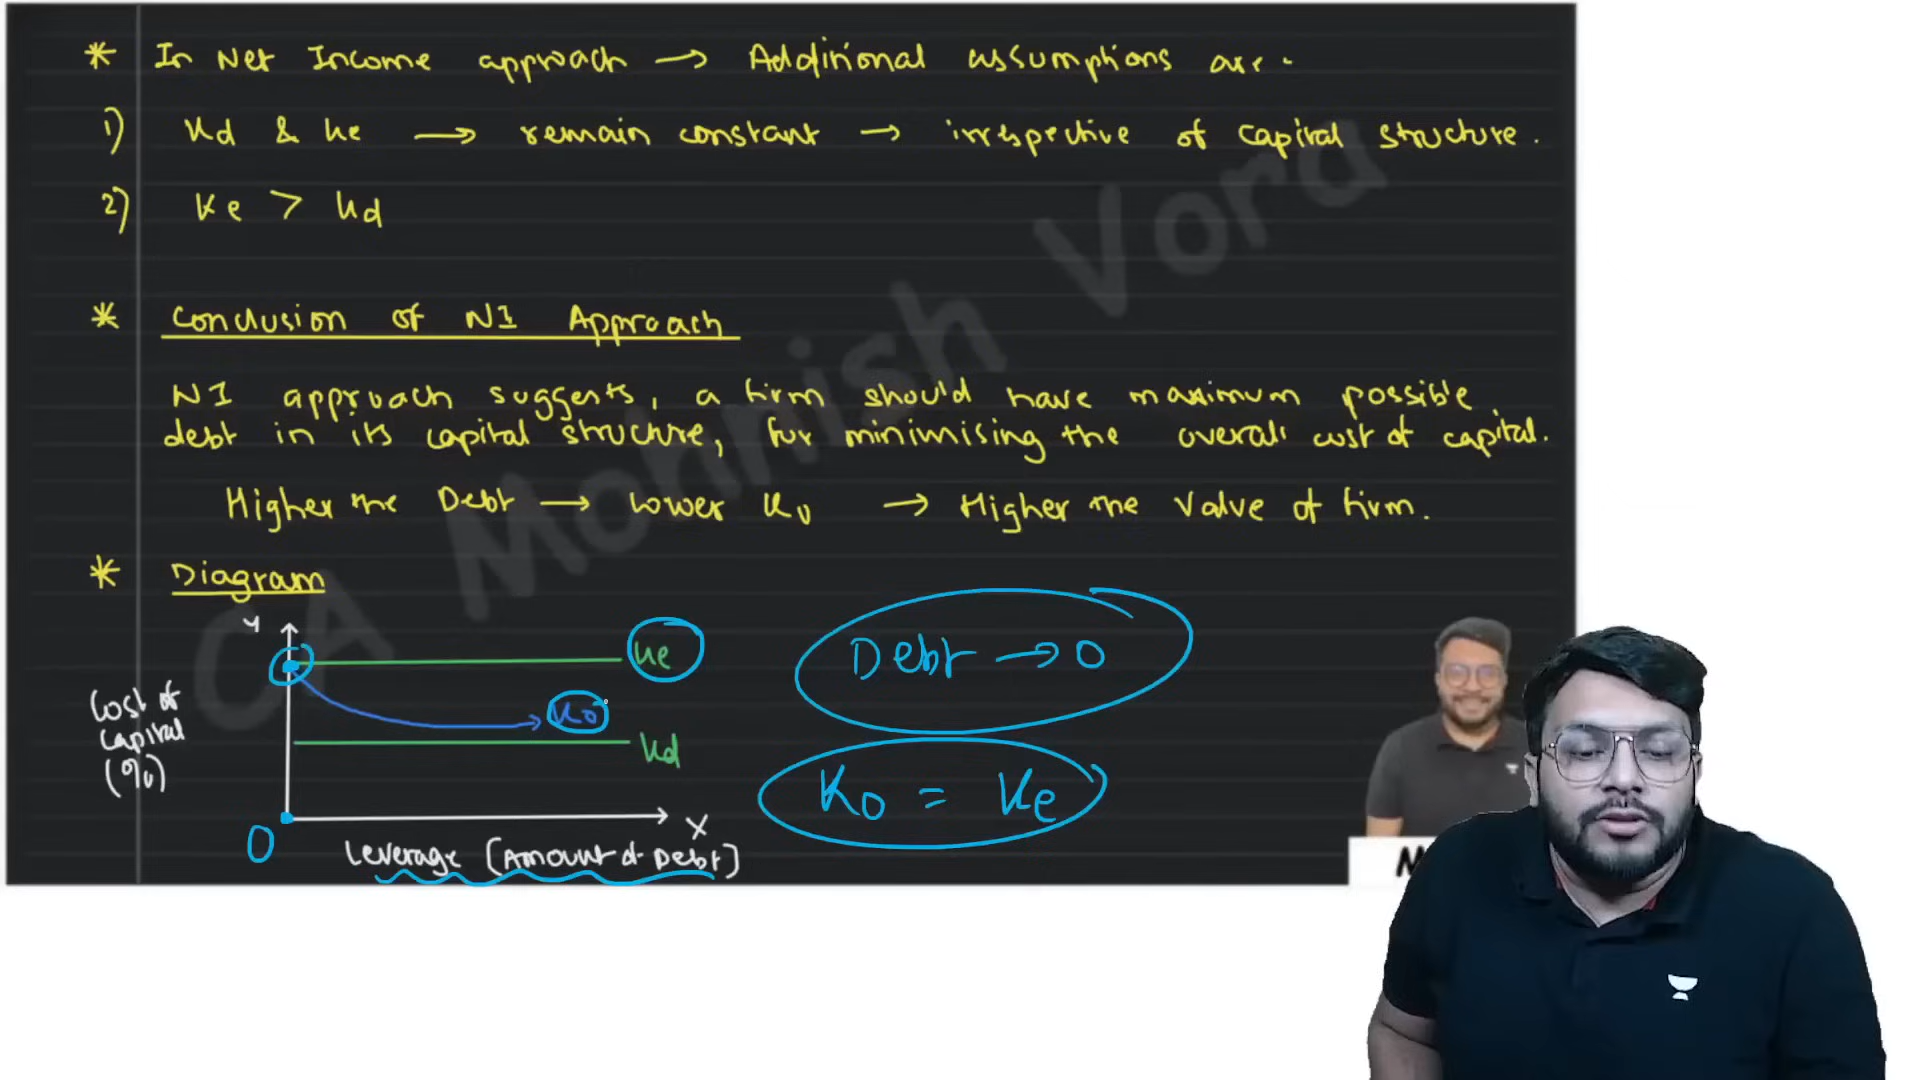 * In Net Income approach → Additional assumptions are.
1) Kd & Ke → remain constant → irrespective of capital structure.
2) Ke > Kd
* Conclusion of NI Approach
NI approach suggests, a firm should have maximum possible
debt in its capital structure, for minimising the overall cost of capital.
Higher the Debt → Lower Ko → Higher the Value of firm.
* Diagram
Y
Ke
Debt → 0
Cost of
Capital
(%)
Ko
Kd
Ko = Ke
X
0
Leverage (Amount of Debt)
CA Mohnish Vora
M